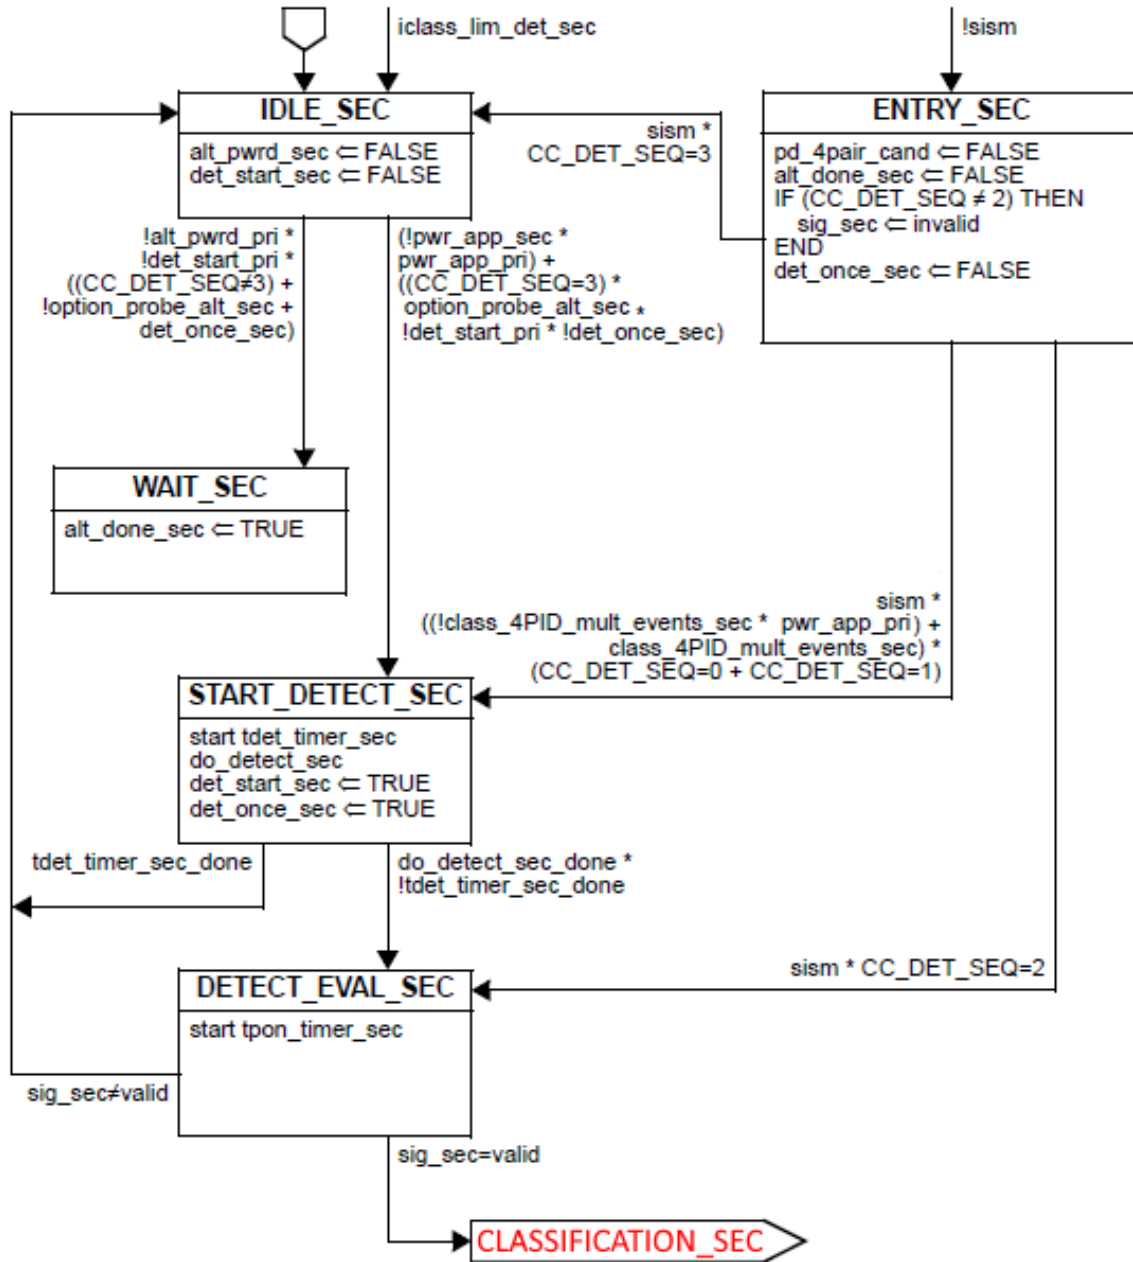 iclass_lim_det_sec
!sism
IDLE_SEC
alt_pwrd_sec ⇐ FALSE
det_start_sec ⇐ FALSE
ENTRY_SEC
pd_4pair_cand ⇐ FALSE
alt_done_sec ⇐ FALSE
IF (CC_DET_SEQ ≠ 2) THEN
sig_sec ⇐ invalid
END
det_once_sec ⇐ FALSE
sism *
CC_DET_SEQ=3
!alt_pwrd_pri *
!det_start_pri *
((CC_DET_SEQ≠3) +
!option_probe_alt_sec +
det_once_sec)
(!pwr_app_sec *
pwr_app_pri) +
((CC_DET_SEQ=3) *
option_probe_alt_sec *
!det_start_pri * !det_once_sec)
WAIT_SEC
alt_done_sec ⇐ TRUE
sism *
((!class_4PID_mult_events_sec * pwr_app_pri) +
class_4PID_mult_events_sec) *
(CC_DET_SEQ=0 + CC_DET_SEQ=1)
START_DETECT_SEC
start tdet_timer_sec
do_detect_sec
det_start_sec ⇐ TRUE
det_once_sec ⇐ TRUE
tdet_timer_sec_done
do_detect_sec_done *
!tdet_timer_sec_done
sism * CC_DET_SEQ=2
DETECT_EVAL_SEC
start tpon_timer_sec
sig_sec≠valid
sig_sec=valid
CLASSIFICATION_SEC